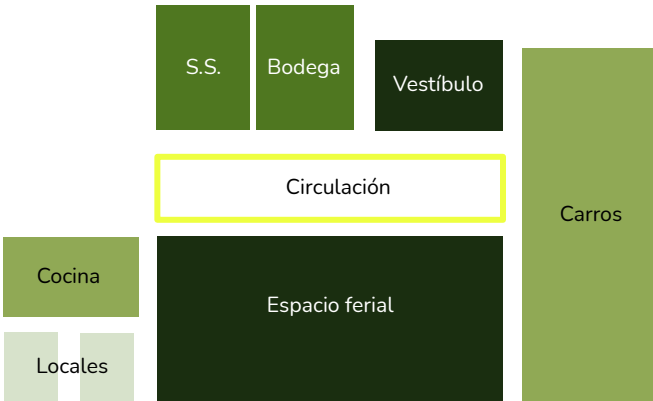 S.S.
Bodega
Vestíbulo
Circulación
Carros
Cocina
Espacio ferial
Locales